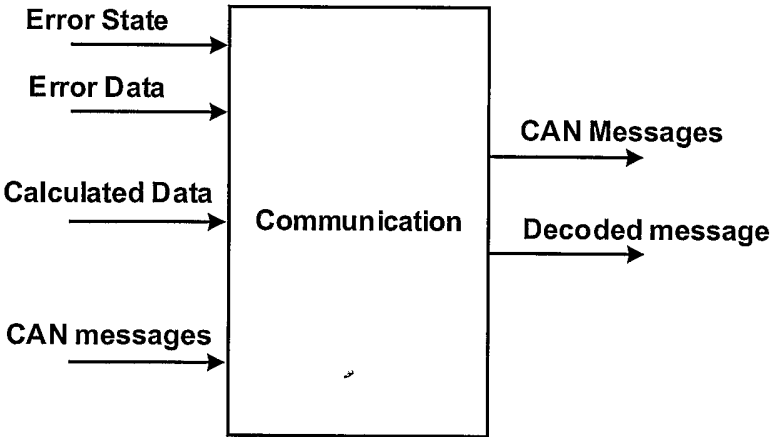 Error State
Error Data
Calculated Data
CAN messages
Communication
CAN Messages
Decoded message